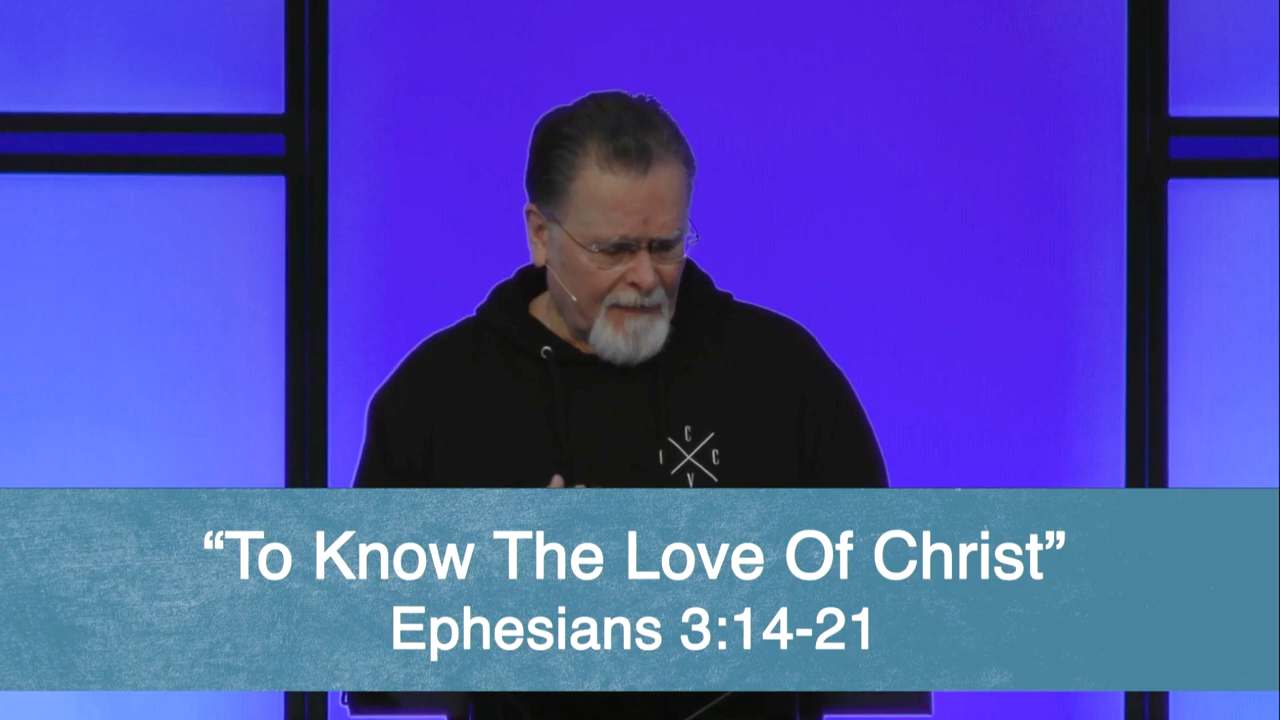 C
I C
V
“To Know The Love Of Christ”
Ephesians 3:14-21